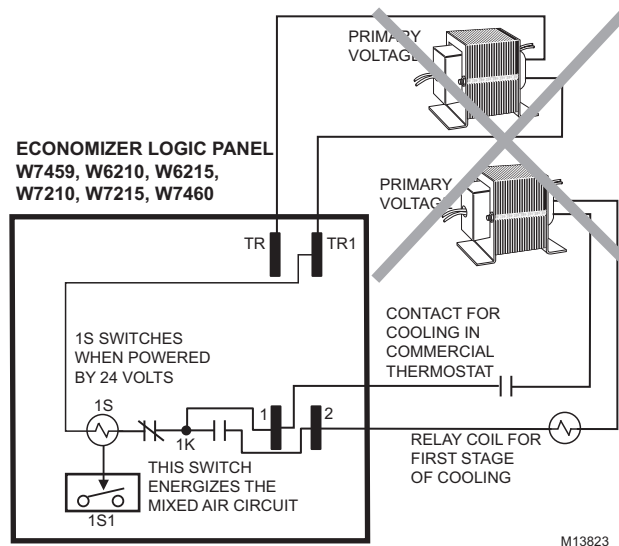 PRIMARY
VOLTAGE
ECONOMIZER LOGIC PANEL
W7459, W6210, W6215,
W7210, W7215, W7460
PRIMARY
VOLTAGE
TR
TR1
1S SWITCHES
WHEN POWERED
BY 24 VOLTS
CONTACT FOR
COOLING IN
COMMERCIAL
THERMOSTAT
1S
1
2
1K
RELAY COIL FOR
FIRST STAGE
OF COOLING
THIS SWITCH
ENERGIZES THE
MIXED AIR CIRCUIT
1S1
M13823